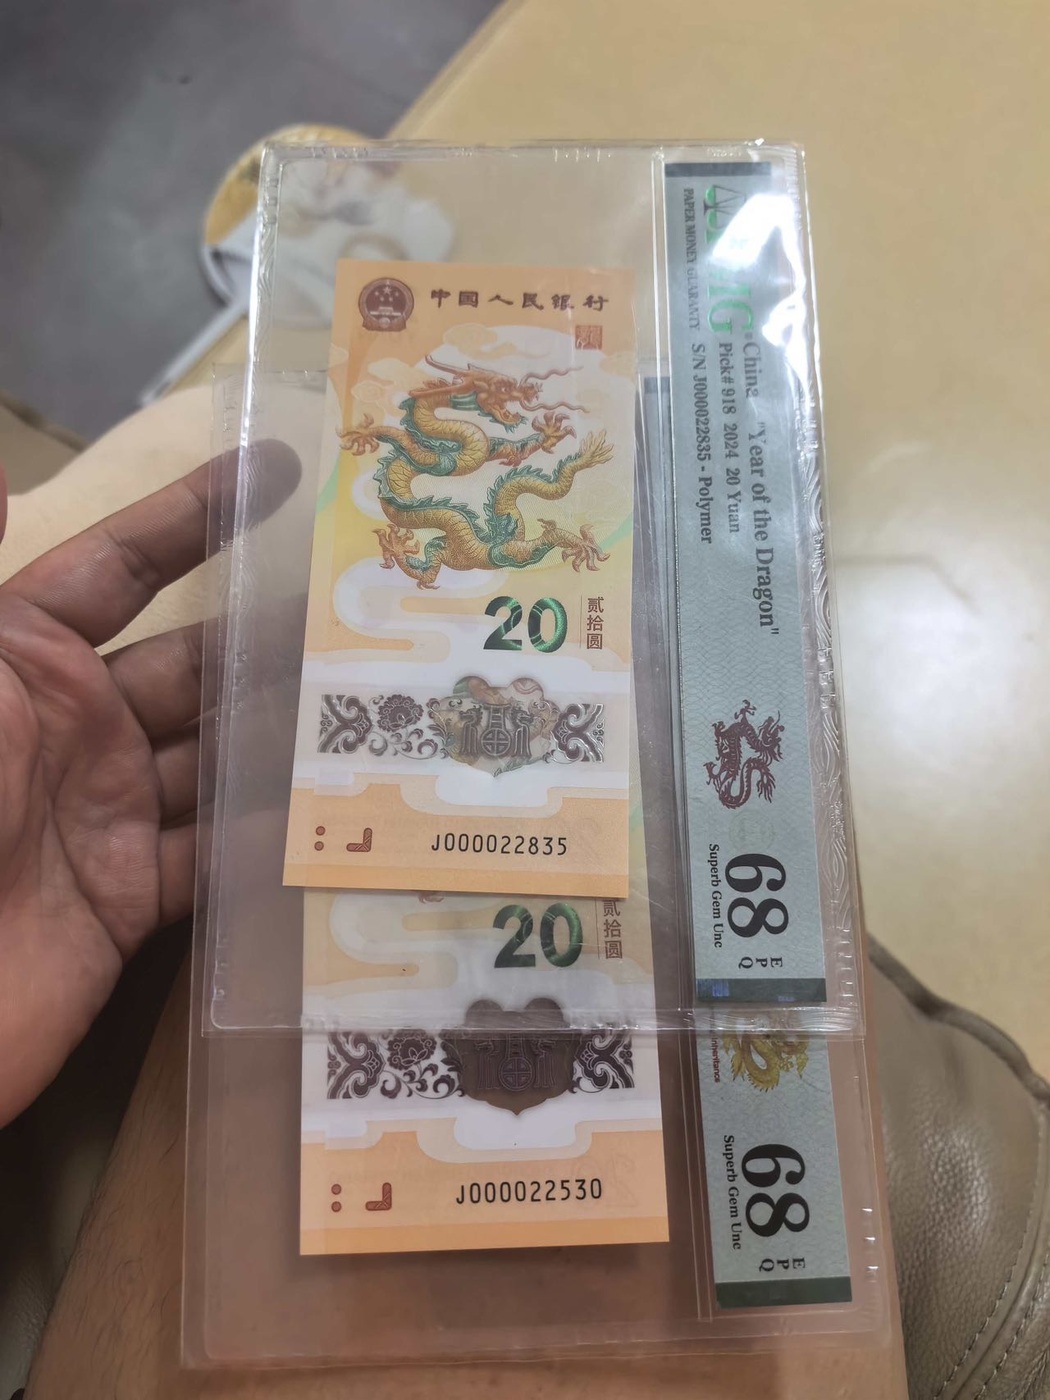 中国人民银行
20
贰拾圆
J000022835
20
贰拾圆
J000022530
PMG
PAPER MONEY GUARANTY
China "Year of the Dragon"
Pick# 918 2024 20 Yuan
S/N J000022835 - Polymer
68 EPQ
Superb Gem Unc
68 EPQ
Superb Gem Unc